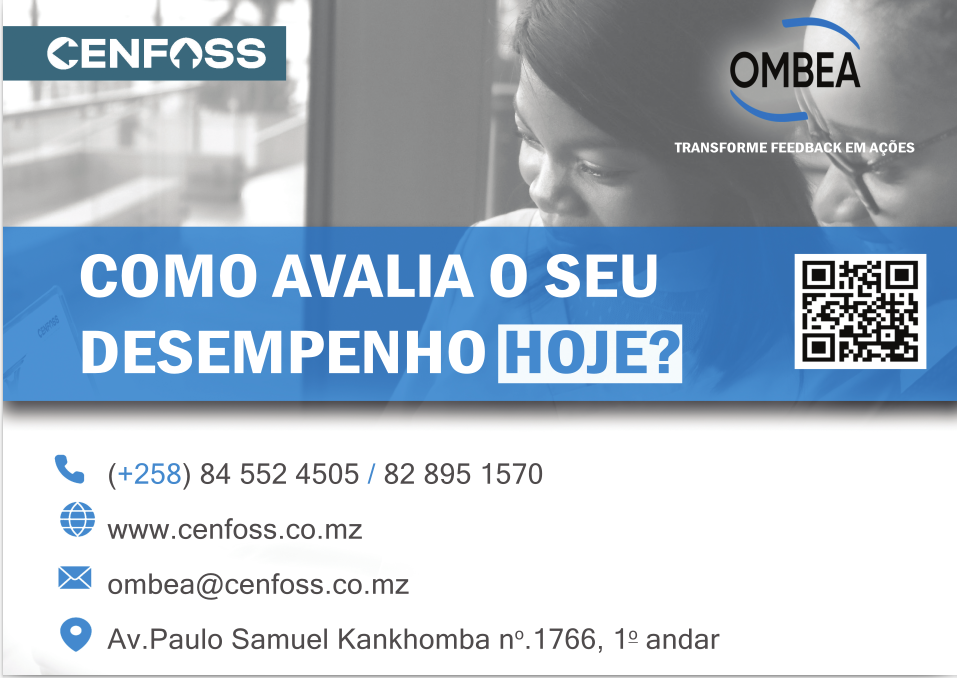 CENFOSS
OMBEA
TRANSFORME FEEDBACK EM AÇÕES
COMO AVALIA O SEU
DESEMPENHO HOJE?
(+258) 84 552 4505 / 82 895 1570
www.cenfoss.co.mz
ombea@cenfoss.co.mz
Av.Paulo Samuel Kankhomba nº.1766, 1º andar